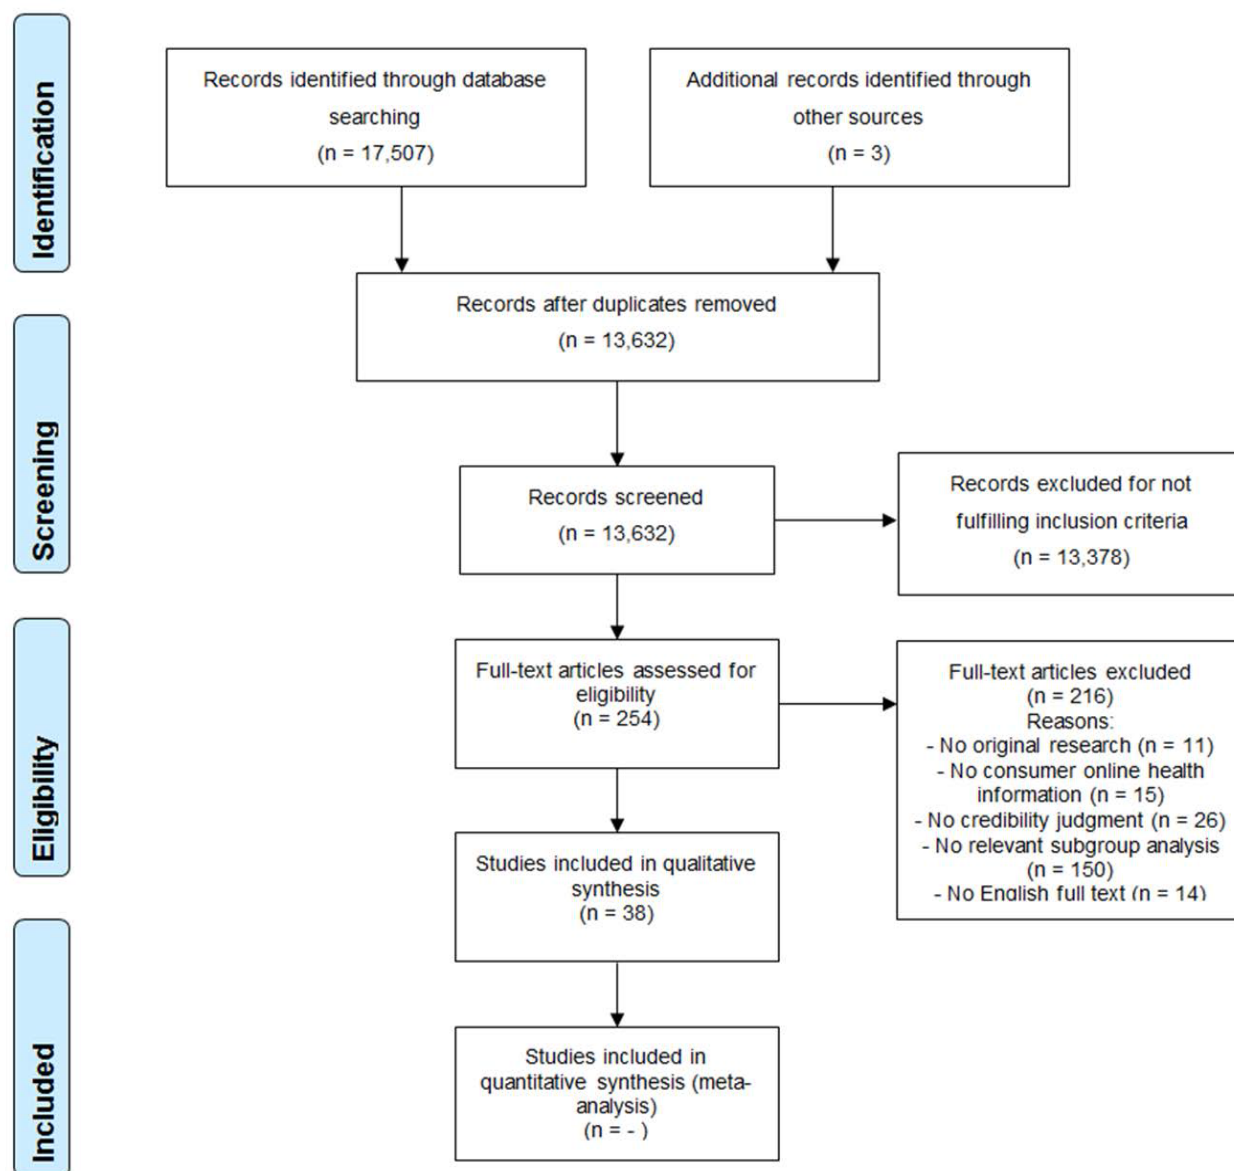 Identification
Records identified through database
searching
(n = 17,507)
Additional records identified through
other sources
(n = 3)
Records after duplicates removed
(n = 13,632)
Screening
Records screened
(n = 13,632)
Records excluded for not
fulfilling inclusion criteria
(n = 13,378)
Eligibility
Full-text articles assessed for
eligibility
(n = 254)
Full-text articles excluded
(n = 216)
Reasons:
- No original research (n = 11)
- No consumer online health
information (n = 15)
- No credibility judgment (n = 26)
- No relevant subgroup analysis
(n = 150)
- No English full text (n = 14)
Studies included in qualitative
synthesis
(n = 38)
Included
Studies included in
quantitative synthesis (meta-
analysis)
(n = - )